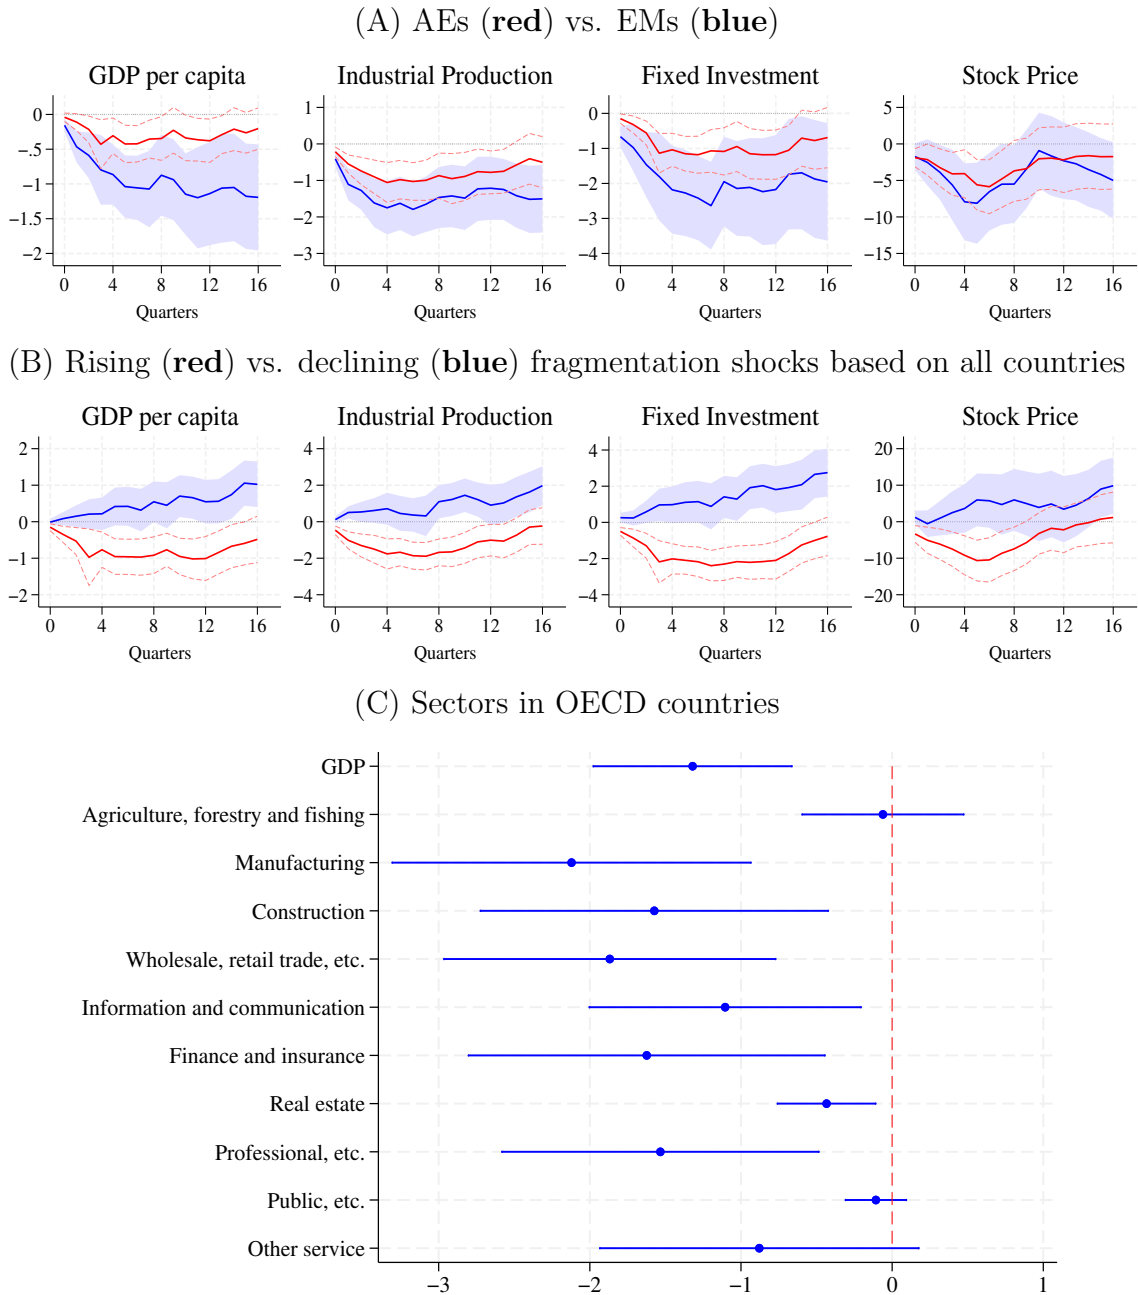 (A) AEs (red) vs. EMs (blue)
GDP per capita
0
−.5
−1
−1.5
−2
0 4 8 12 16
Quarters
Industrial Production
1
0
−1
−2
−3
0 4 8 12 16
Quarters
Fixed Investment
1
0
−1
−2
−3
−4
0 4 8 12 16
Quarters
Stock Price
5
0
−5
−10
−15
0 4 8 12 16
Quarters
(B) Rising (red) vs. declining (blue) fragmentation shocks based on all countries
GDP per capita
2
1
0
−1
−2
0 4 8 12 16
Quarters
Industrial Production
4
2
0
−2
−4
0 4 8 12 16
Quarters
Fixed Investment
4
2
0
−2
−4
0 4 8 12 16
Quarters
Stock Price
20
10
0
−10
−20
0 4 8 12 16
Quarters
(C) Sectors in OECD countries
GDP
Agriculture, forestry and fishing
Manufacturing
Construction
Wholesale, retail trade, etc.
Information and communication
Finance and insurance
Real estate
Professional, etc.
Public, etc.
Other service
−3 −2 −1 0 1